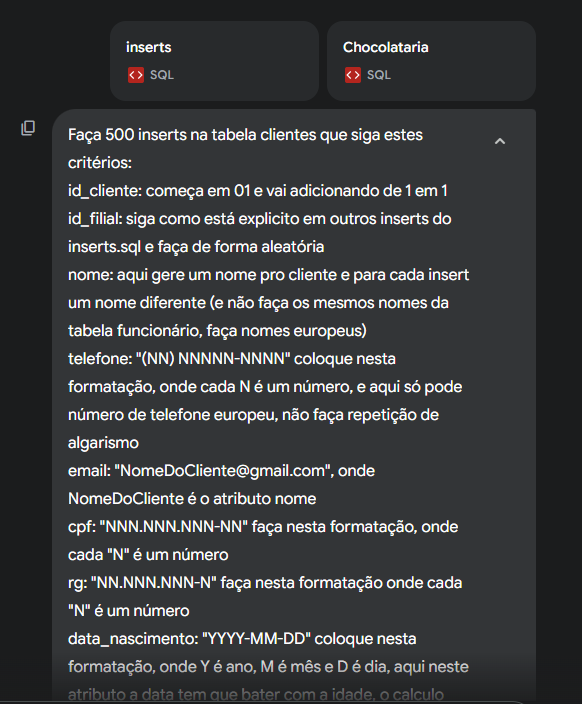 inserts
Chocolataria
SQL
SQL
Faça 500 inserts na tabela clientes que siga estes
critérios:
id_cliente: começa em 01 e vai adicionando de 1 em 1
id_filial: siga como está explicito em outros inserts do
inserts.sql e faça de forma aleatória
nome: aqui gere um nome pro cliente e para cada insert
um nome diferente (e não faça os mesmos nomes da
tabela funcionário, faça nomes europeus)
telefone: "(NN) NNNNN-NNNN" coloque nesta
formatação, onde cada N é um número, e aqui só pode
número de telefone europeu, não faça repetição de
algarismo
email: "NomeDoCliente@gmail.com", onde
NomeDoCliente é o atributo nome
cpf: "NNN.NNN.NNN-NN" faça nesta formatação, onde
cada "N" é um número
rg: "NN.NNN.NNN-N" faça nesta formatação onde cada
"N" é um número
data_nascimento: "YYYY-MM-DD" coloque nesta
formatação, onde Y é ano, M é mês e D é dia, aqui neste
atributo a data tem que bater com a idade, o calculo